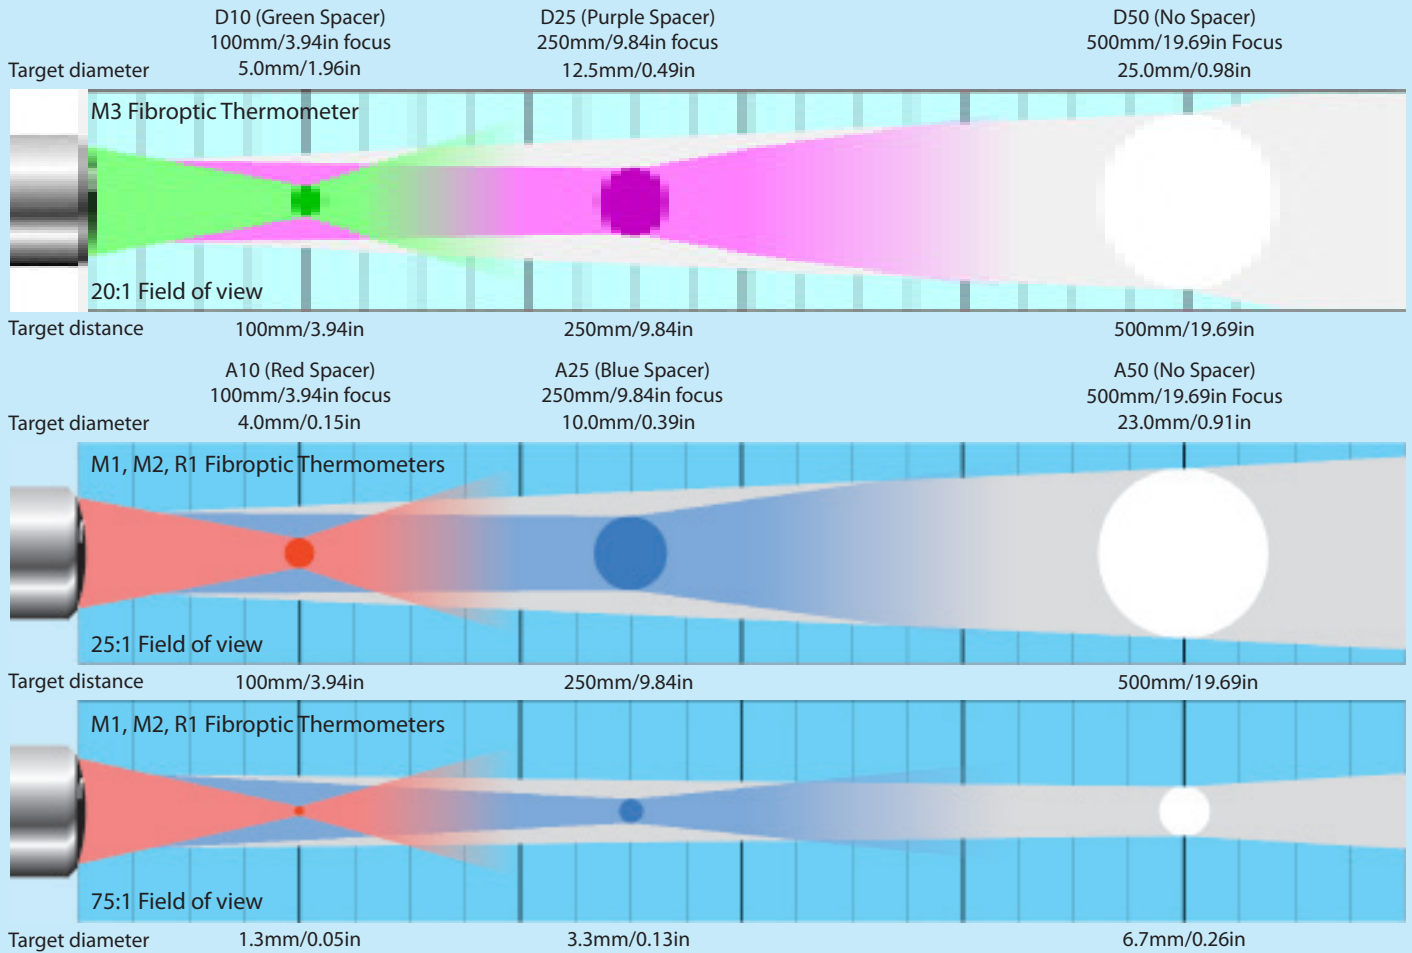 D10 (Green Spacer) D25 (Purple Spacer) D50 (No Spacer)
100mm/3.94in focus 250mm/9.84in focus 500mm/19.69in Focus
Target diameter 5.0mm/1.96in 12.5mm/0.49in 25.0mm/0.98in
M3 Fibroptic Thermometer
20:1 Field of view
Target distance 100mm/3.94in 250mm/9.84in 500mm/19.69in
A10 (Red Spacer) A25 (Blue Spacer) A50 (No Spacer)
100mm/3.94in focus 250mm/9.84in focus 500mm/19.69in Focus
Target diameter 4.0mm/0.15in 10.0mm/0.39in 23.0mm/0.91in
M1, M2, R1 Fibroptic Thermometers
25:1 Field of view
Target distance 100mm/3.94in 250mm/9.84in 500mm/19.69in
M1, M2, R1 Fibroptic Thermometers
75:1 Field of view
Target diameter 1.3mm/0.05in 3.3mm/0.13in 6.7mm/0.26in